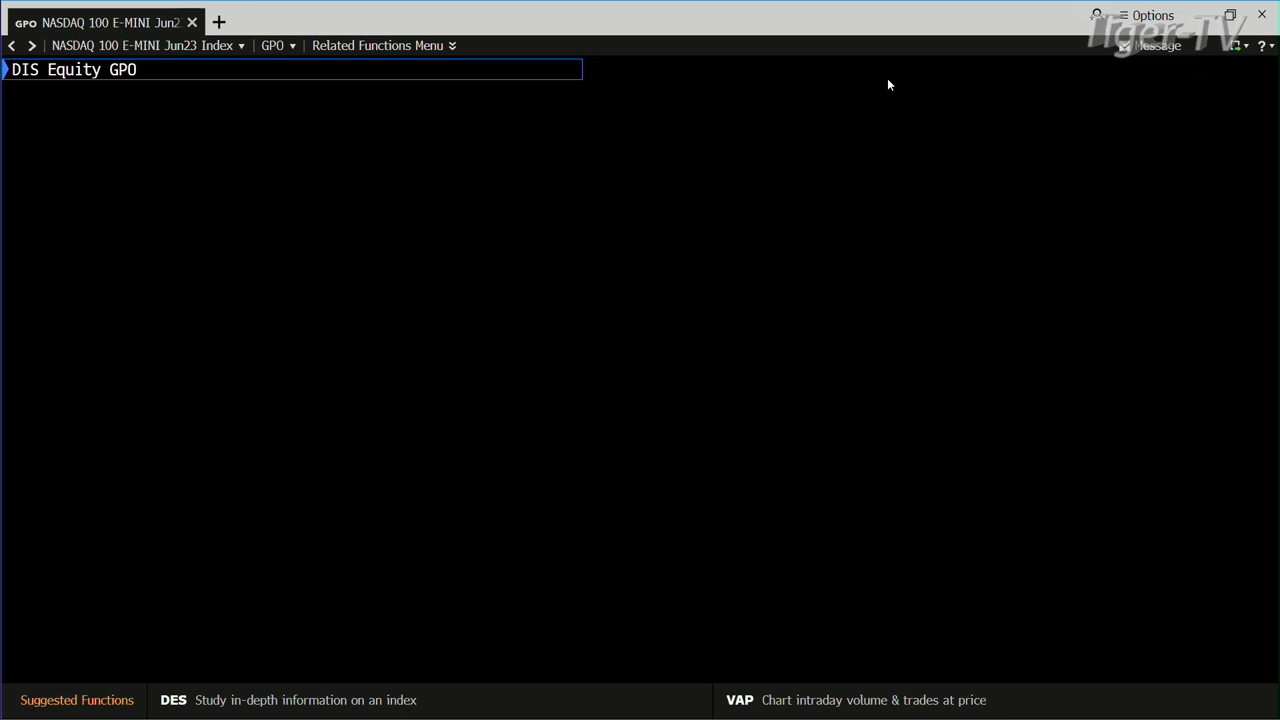 GPO NASDAQ 100 E-MINI Jun2
Options
Tiger-TV
NASDAQ 100 E-MINI Jun23 Index GPO Related Functions Menu
Message
?
DIS Equity GPO
Suggested Functions DES Study in-depth information on an index VAP Chart intraday volume & trades at price